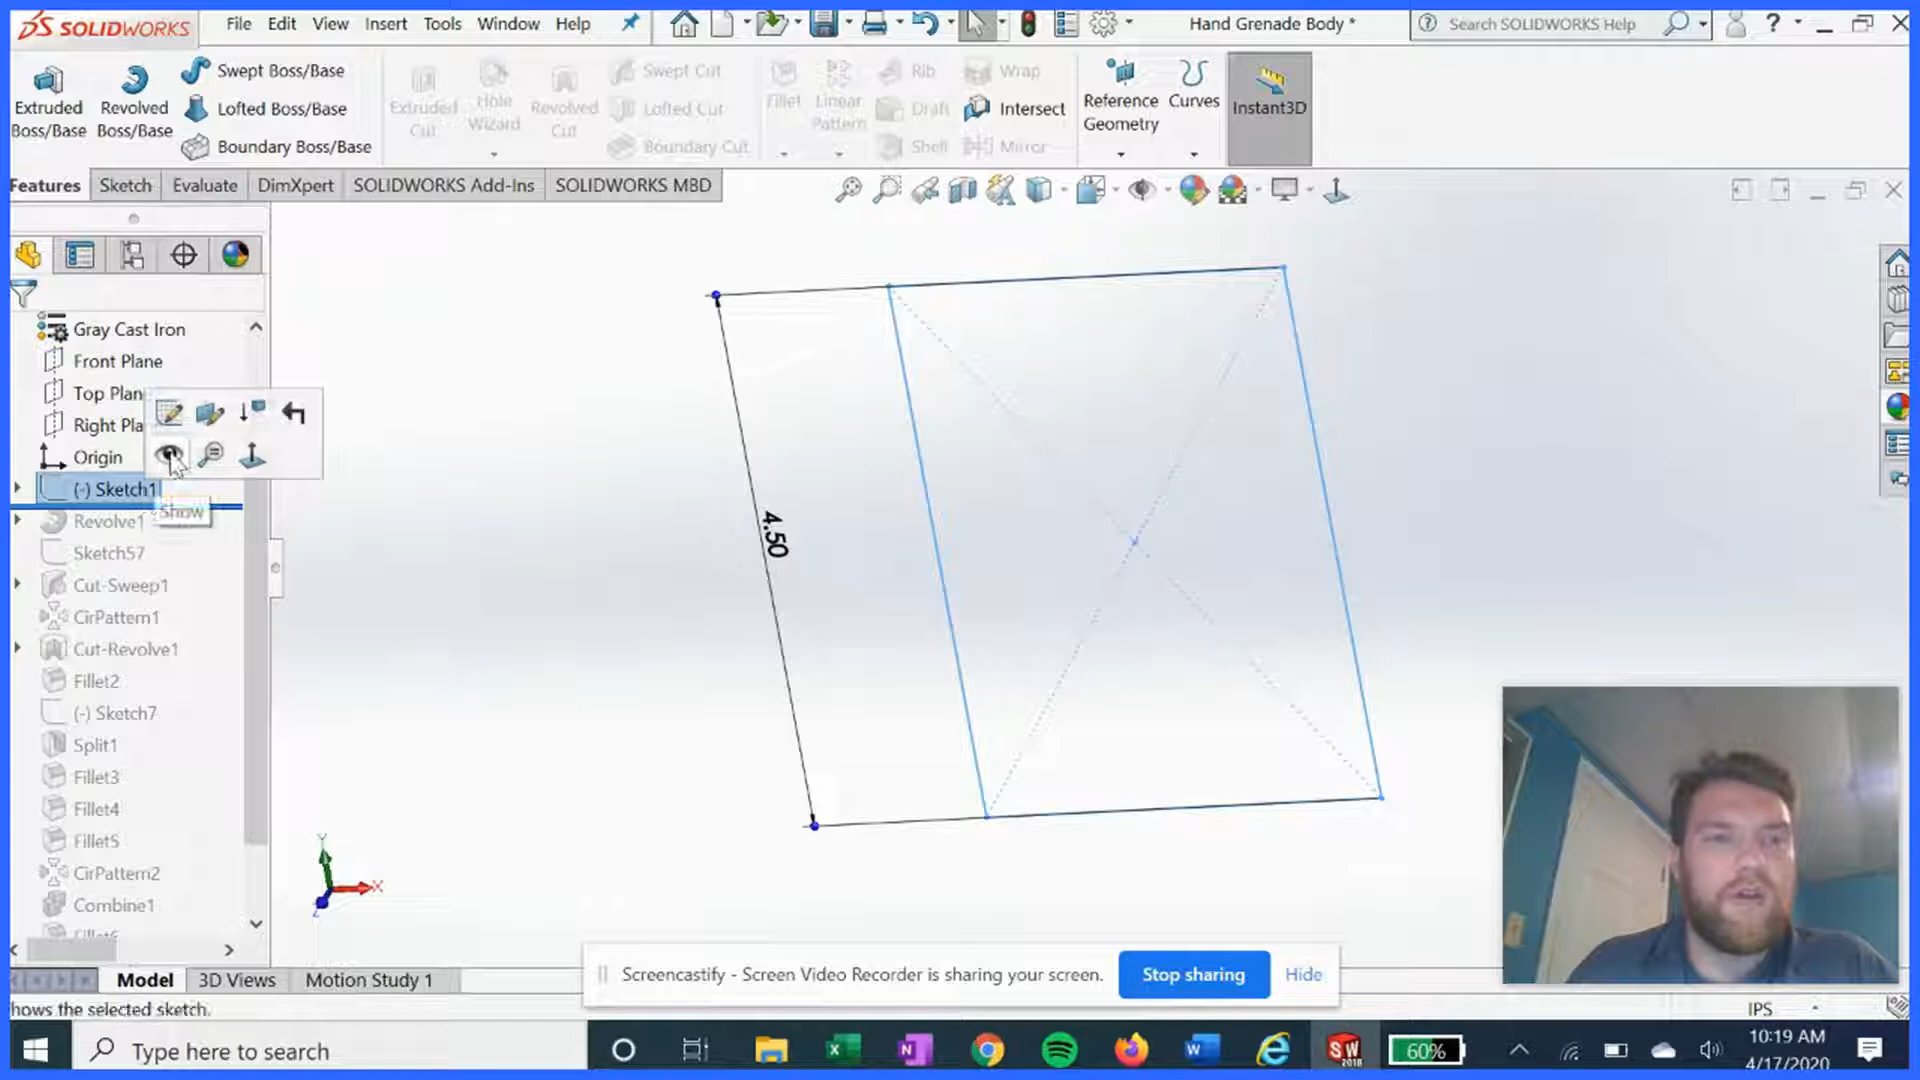 SOLIDWORKS
File Edit View Insert Tools Window Help
Hand Grenade Body *
Search SOLIDWORKS Help
?
Extruded Boss/Base
Revolved Boss/Base
Swept Boss/Base
Lofted Boss/Base
Boundary Boss/Base
Extruded Cut
Hole Wizard
Revolved Cut
Swept Cut
Lofted Cut
Boundary Cut
Fillet
Linear Pattern
Rib
Draft
Shell
Wrap
Intersect
Mirror
Reference Geometry
Curves
Instant3D
Features Sketch Evaluate DimXpert SOLIDWORKS Add-Ins SOLIDWORKS MBD
Gray Cast Iron
Front Plane
Top Plan
Right Pla
Origin
(-) Sketch1
Show
Revolve1
Sketch57
Cut-Sweep1
CirPattern1
Cut-Revolve1
Fillet2
(-) Sketch7
Split1
Fillet3
Fillet4
Fillet5
CirPattern2
Combine1
Fillet6
4.50
Y
X
Z
Screencastify - Screen Video Recorder is sharing your screen.
Stop sharing
Hide
Model 3D Views Motion Study 1
hows the selected sketch.
IPS
Type here to search
SW
2018
60%
10:19 AM
4/17/2020